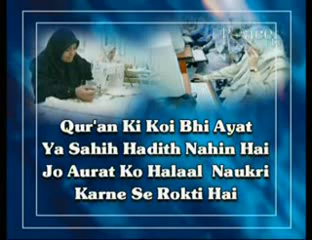 Qur'an Ki Koi Bhi Ayat
Ya Sahih Hadith Nahin Hai
Jo Aurat Ko Halaal Naukri
Karne Se Rokti Hai